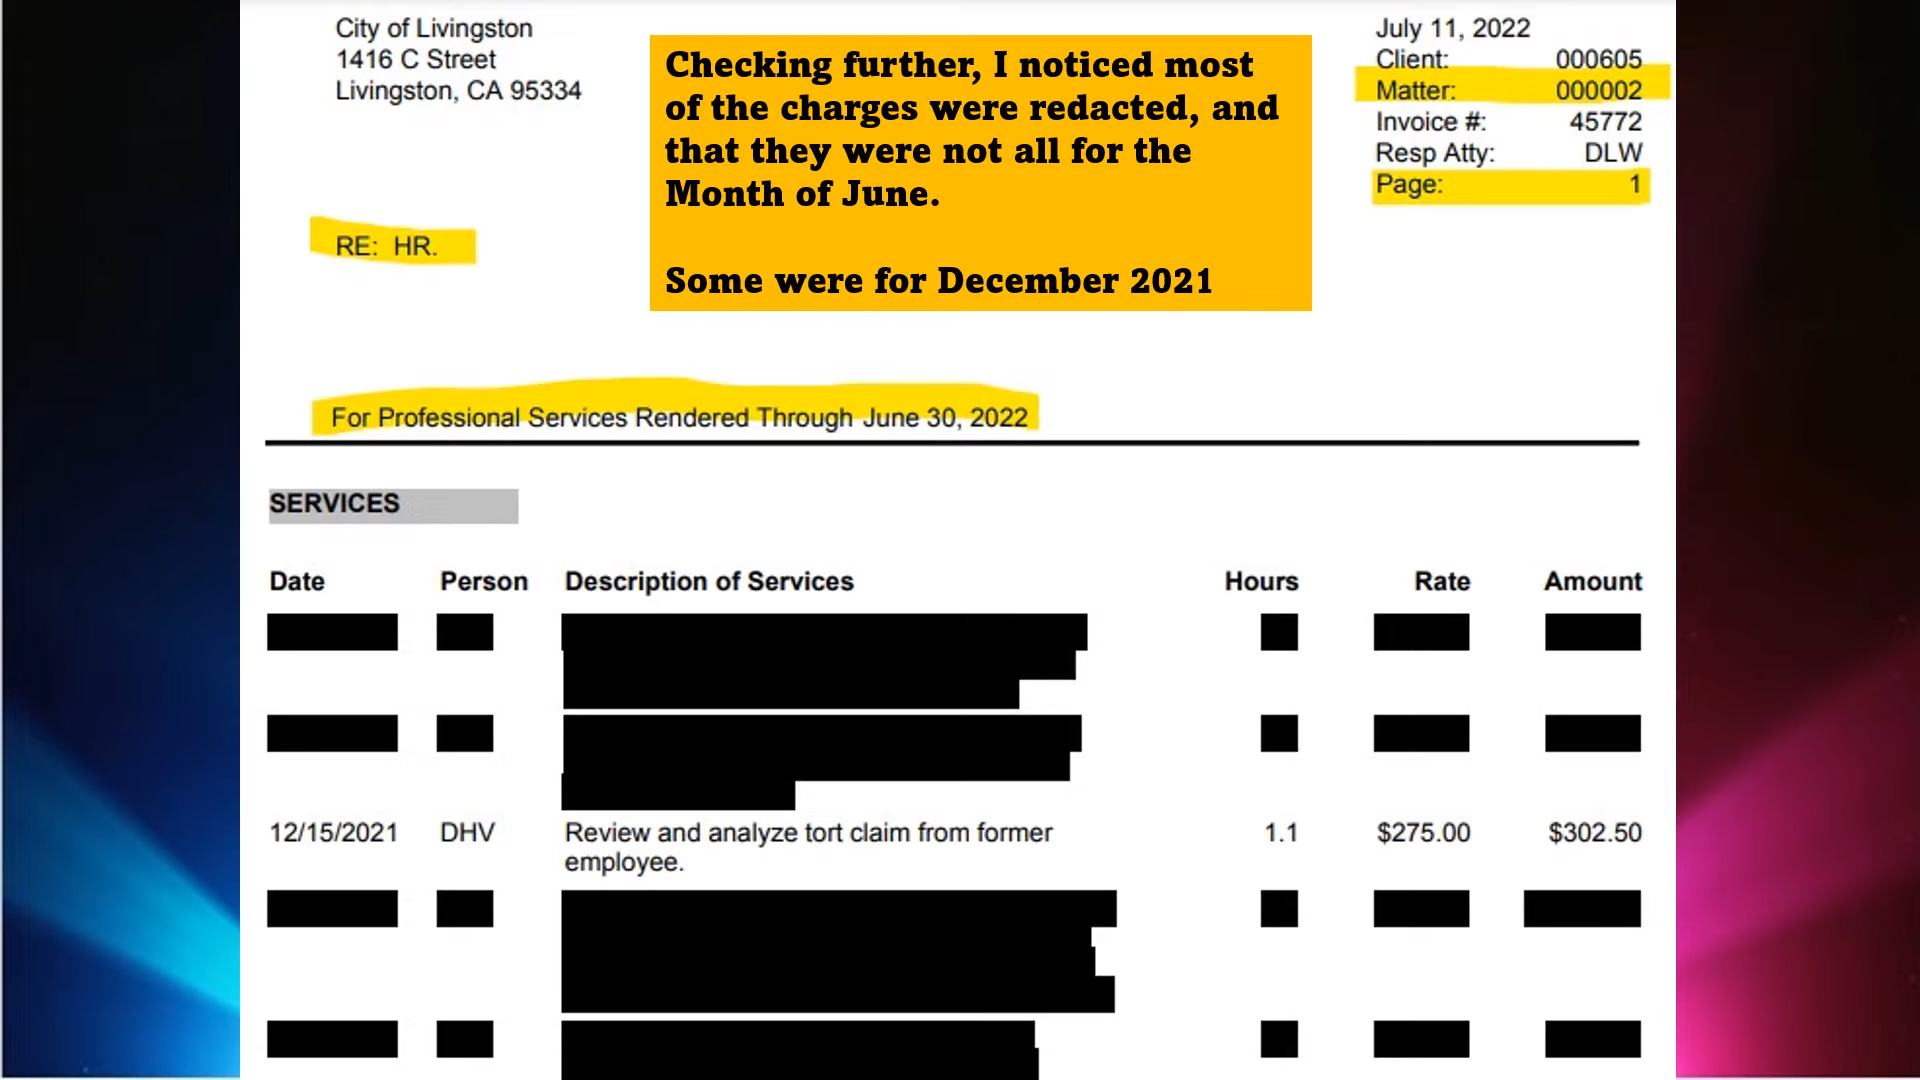 City of Livingston
1416 C Street
Livingston, CA 95334
Checking further, I noticed most
of the charges were redacted, and
that they were not all for the
Month of June.
Some were for December 2021
July 11, 2022
Client: 000605
Matter: 000002
Invoice #: 45772
Resp Atty: DLW
Page: 1
RE: HR.
For Professional Services Rendered Through June 30, 2022
SERVICES
Date Person Description of Services Hours Rate Amount
12/15/2021 DHV Review and analyze tort claim from former 1.1 $275.00 $302.50
employee.